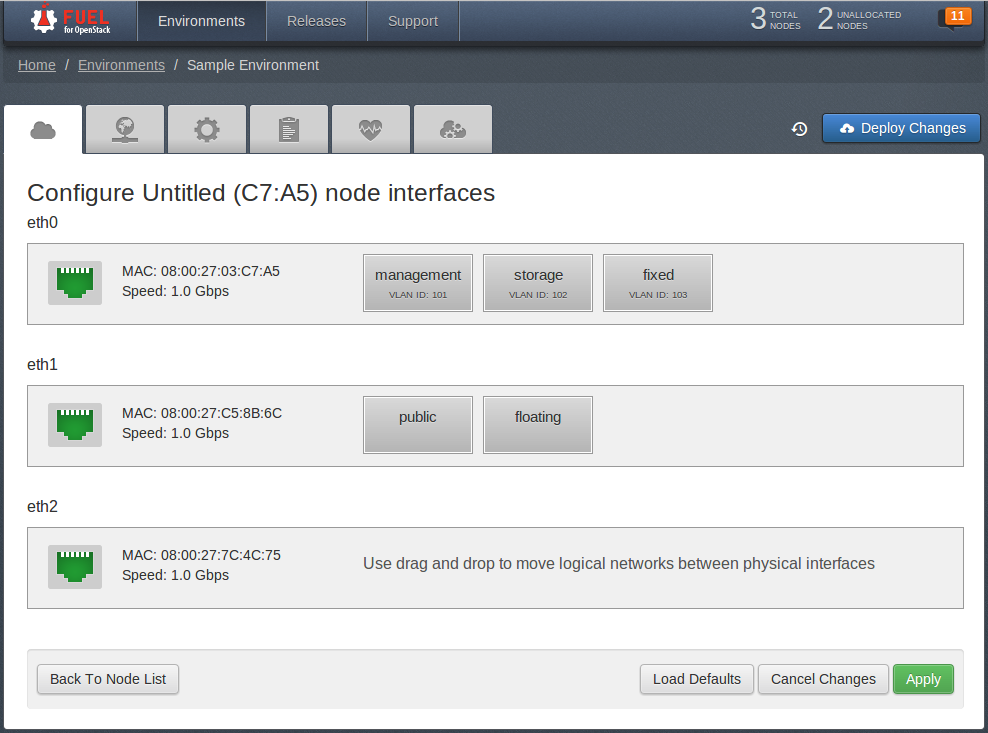 FUEL
for OpenStack
Environments
Releases
Support
3 TOTAL NODES
2 UNALLOCATED NODES
11
Home / Environments / Sample Environment
Deploy Changes
Configure Untitled (C7:A5) node interfaces
eth0
MAC: 08:00:27:03:C7:A5
Speed: 1.0 Gbps
management
VLAN ID: 101
storage
VLAN ID: 102
fixed
VLAN ID: 103
eth1
MAC: 08:00:27:C5:8B:6C
Speed: 1.0 Gbps
public
floating
eth2
MAC: 08:00:27:7C:4C:75
Speed: 1.0 Gbps
Use drag and drop to move logical networks between physical interfaces
Back To Node List
Load Defaults
Cancel Changes
Apply